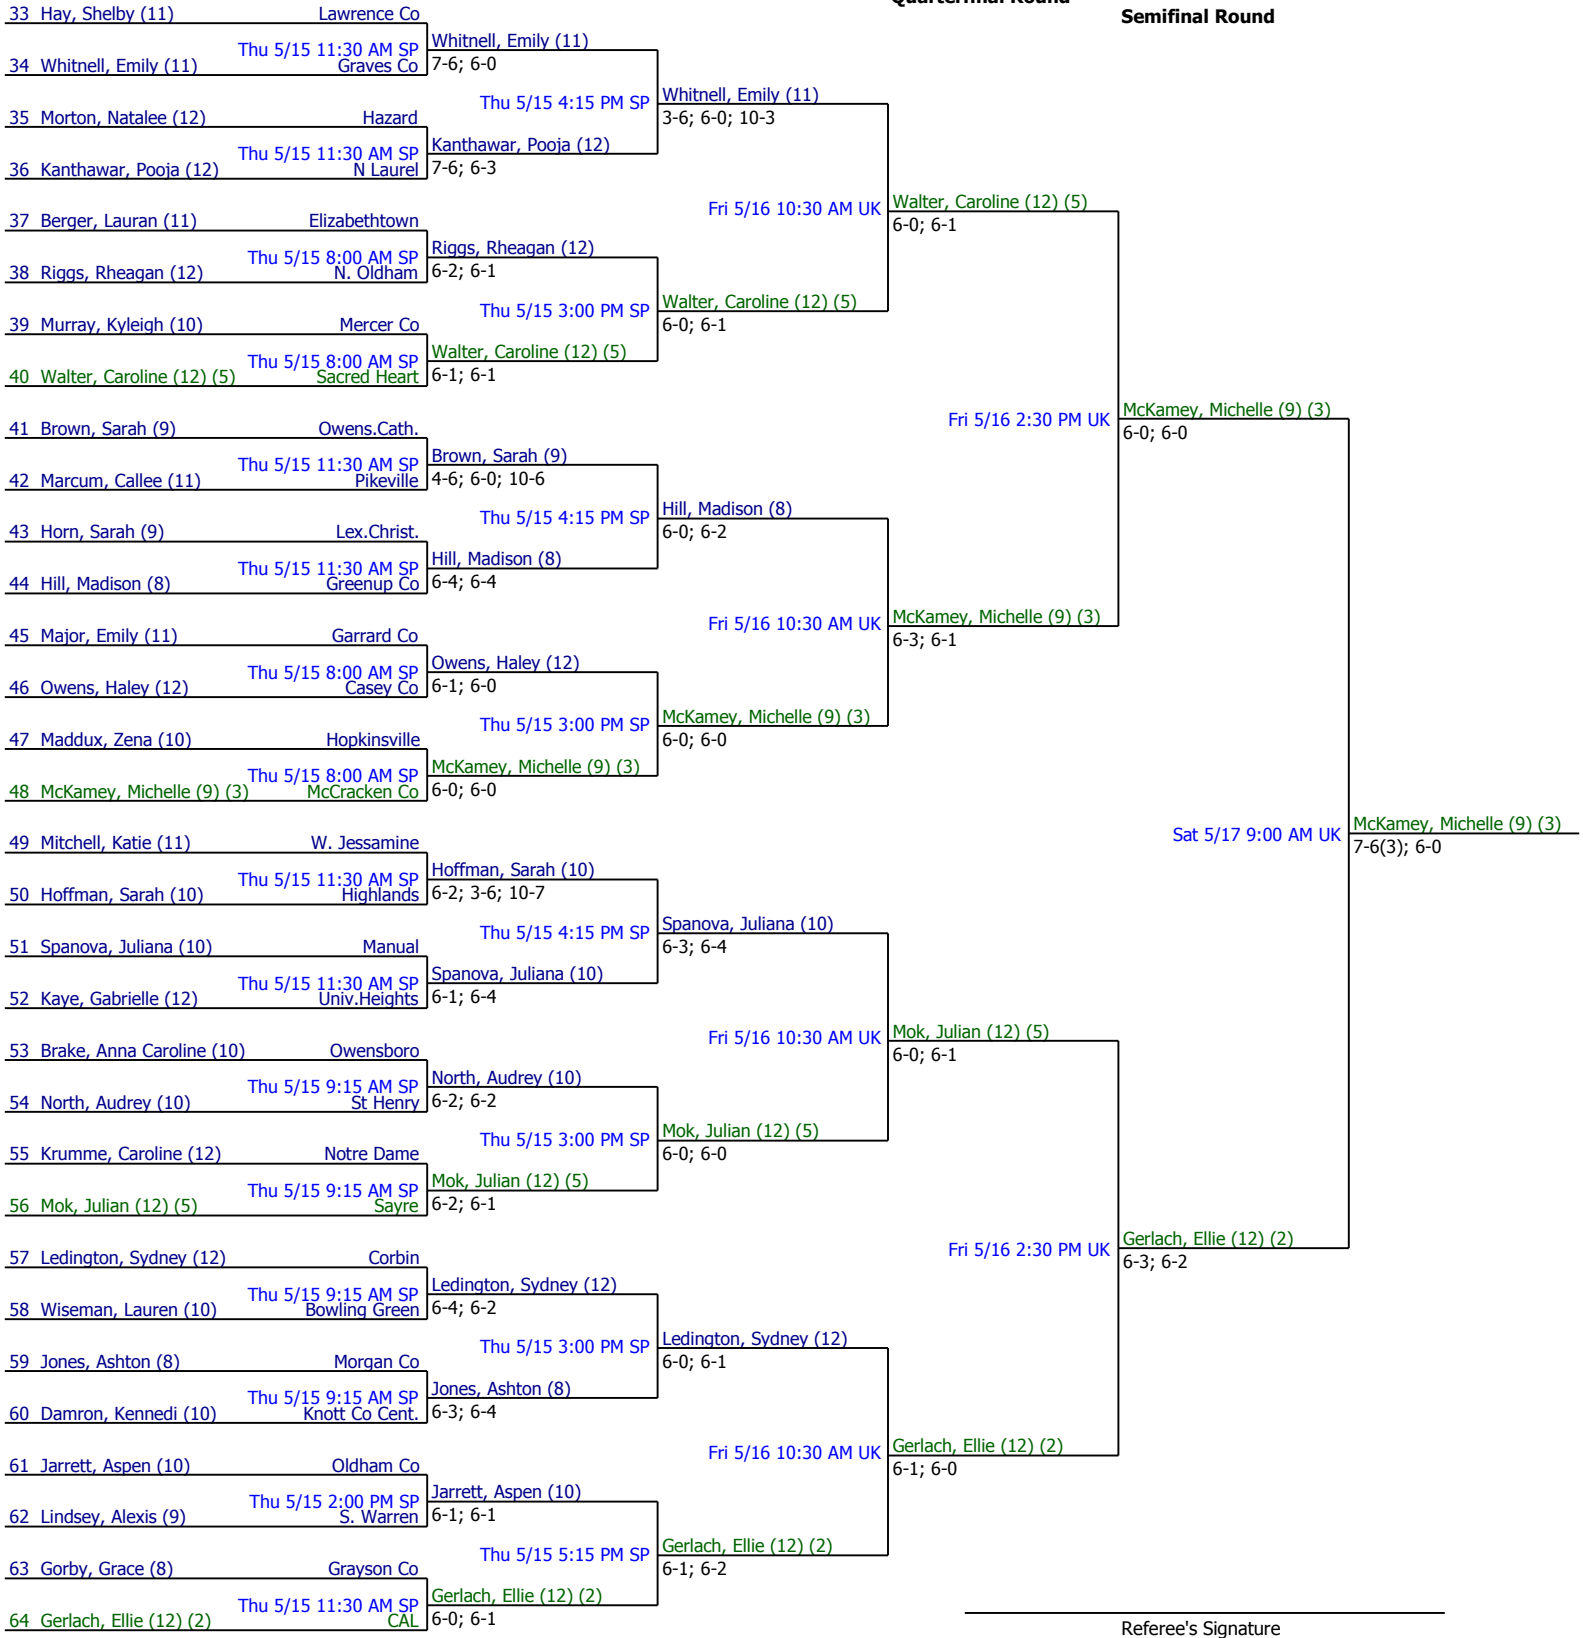 Quarterfinal Round
Semifinal Round
33 Hay, Shelby (11) Lawrence Co
Thu 5/15 11:30 AM SP
Whitnell, Emily (11)
7-6; 6-0
34 Whitnell, Emily (11) Graves Co
Thu 5/15 4:15 PM SP
Whitnell, Emily (11)
3-6; 6-0; 10-3
35 Morton, Natalee (12) Hazard
Thu 5/15 11:30 AM SP
Kanthawar, Pooja (12)
7-6; 6-3
36 Kanthawar, Pooja (12) N Laurel
Fri 5/16 10:30 AM UK
Walter, Caroline (12) (5)
6-0; 6-1
37 Berger, Lauran (11) Elizabethtown
Thu 5/15 8:00 AM SP
Riggs, Rheagan (12)
6-2; 6-1
38 Riggs, Rheagan (12) N. Oldham
Thu 5/15 3:00 PM SP
Walter, Caroline (12) (5)
6-0; 6-1
39 Murray, Kyleigh (10) Mercer Co
Thu 5/15 8:00 AM SP
Walter, Caroline (12) (5)
6-1; 6-1
40 Walter, Caroline (12) (5) Sacred Heart
Fri 5/16 2:30 PM UK
McKamey, Michelle (9) (3)
6-0; 6-0
41 Brown, Sarah (9) Owens.Cath.
Thu 5/15 11:30 AM SP
Brown, Sarah (9)
4-6; 6-0; 10-6
42 Marcum, Callee (11) Pikeville
Thu 5/15 4:15 PM SP
Hill, Madison (8)
6-0; 6-2
43 Horn, Sarah (9) Lex.Christ.
Thu 5/15 11:30 AM SP
Hill, Madison (8)
6-4; 6-4
44 Hill, Madison (8) Greenup Co
Fri 5/16 10:30 AM UK
McKamey, Michelle (9) (3)
6-3; 6-1
45 Major, Emily (11) Garrard Co
Thu 5/15 8:00 AM SP
Owens, Haley (12)
6-1; 6-0
46 Owens, Haley (12) Casey Co
Thu 5/15 3:00 PM SP
McKamey, Michelle (9) (3)
6-0; 6-0
47 Maddux, Zena (10) Hopkinsville
Thu 5/15 8:00 AM SP
McKamey, Michelle (9) (3)
6-0; 6-0
48 McKamey, Michelle (9) (3) McCracken Co
Sat 5/17 9:00 AM UK
McKamey, Michelle (9) (3)
7-6(3); 6-0
49 Mitchell, Katie (11) W. Jessamine
Thu 5/15 11:30 AM SP
Hoffman, Sarah (10)
6-2; 3-6; 10-7
50 Hoffman, Sarah (10) Highlands
Thu 5/15 4:15 PM SP
Spanova, Juliana (10)
6-3; 6-4
51 Spanova, Juliana (10) Manual
Thu 5/15 11:30 AM SP
Spanova, Juliana (10)
6-1; 6-4
52 Kaye, Gabrielle (12) Univ.Heights
Fri 5/16 10:30 AM UK
Mok, Julian (12) (5)
6-0; 6-1
53 Brake, Anna Caroline (10) Owensboro
Thu 5/15 9:15 AM SP
North, Audrey (10)
6-2; 6-2
54 North, Audrey (10) St Henry
Thu 5/15 3:00 PM SP
Mok, Julian (12) (5)
6-0; 6-0
55 Krumme, Caroline (12) Notre Dame
Thu 5/15 9:15 AM SP
Mok, Julian (12) (5)
6-2; 6-1
56 Mok, Julian (12) (5) Sayre
Fri 5/16 2:30 PM UK
Gerlach, Ellie (12) (2)
6-3; 6-2
57 Ledington, Sydney (12) Corbin
Thu 5/15 9:15 AM SP
Ledington, Sydney (12)
6-4; 6-2
58 Wiseman, Lauren (10) Bowling Green
Thu 5/15 3:00 PM SP
Ledington, Sydney (12)
6-0; 6-1
59 Jones, Ashton (8) Morgan Co
Thu 5/15 9:15 AM SP
Jones, Ashton (8)
6-3; 6-4
60 Damron, Kennedi (10) Knott Co Cent.
Fri 5/16 10:30 AM UK
Gerlach, Ellie (12) (2)
6-1; 6-0
61 Jarrett, Aspen (10) Oldham Co
Thu 5/15 2:00 PM SP
Jarrett, Aspen (10)
6-1; 6-1
62 Lindsey, Alexis (9) S. Warren
Thu 5/15 5:15 PM SP
Gerlach, Ellie (12) (2)
6-1; 6-2
63 Gorby, Grace (8) Grayson Co
Thu 5/15 11:30 AM SP
Gerlach, Ellie (12) (2)
6-0; 6-1
64 Gerlach, Ellie (12) (2) CAL
Referee's Signature